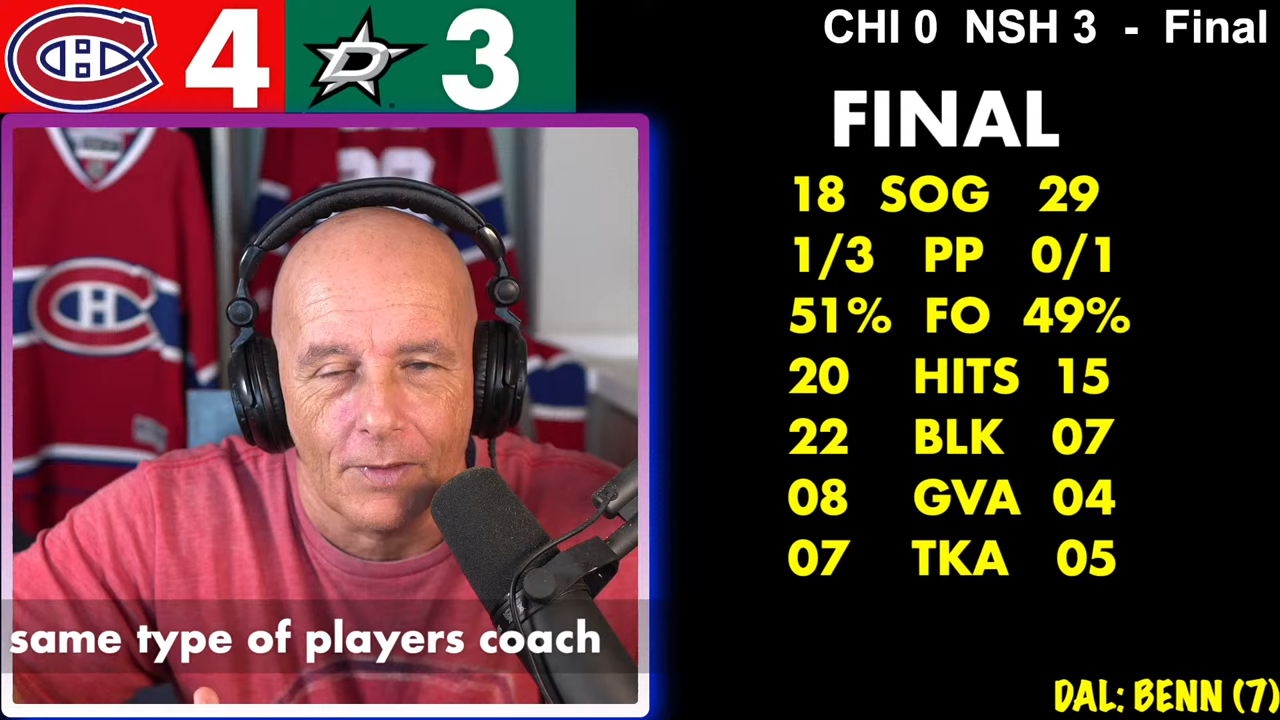 4 3
CHI 0 NSH 3 - Final
FINAL
18 SOG 29
1/3 PP 0/1
51% FO 49%
20 HITS 15
22 BLK 07
08 GVA 04
07 TKA 05
same type of players coach
DAL: BENN (7)